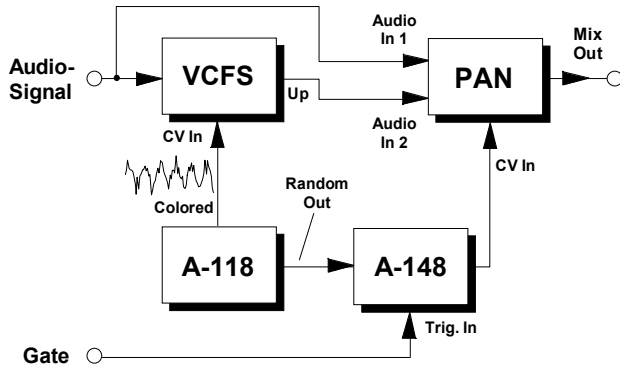 Audio
In 1
Mix
Out
Audio-
Signal
VCFS
PAN
Up
CV In
Audio
In 2
CV In
Random
Out
Colored
A-118
A-148
Trig. In
Gate